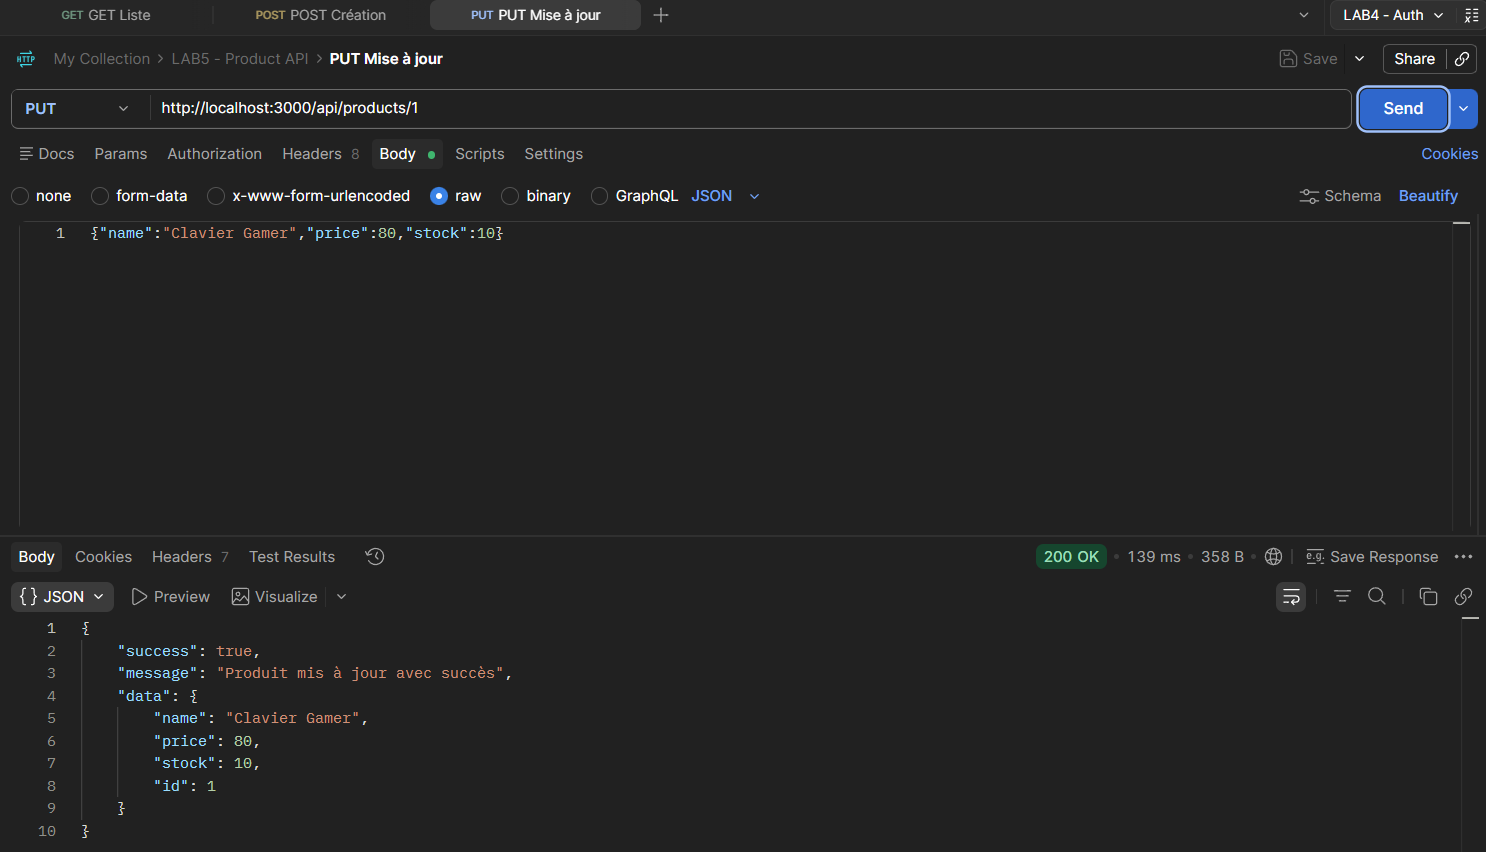 GET GET Liste POST POST Création PUT PUT Mise à jour LAB4 - Auth
HTTP My Collection > LAB5 - Product API > PUT Mise à jour Save Share
PUT http://localhost:3000/api/products/1 Send
Docs Params Authorization Headers 8 Body Scripts Settings Cookies
none form-data x-www-form-urlencoded raw binary GraphQL JSON Schema Beautify
1 {"name":"Clavier Gamer","price":80,"stock":10}
Body Cookies Headers 7 Test Results 200 OK • 139 ms • 358 B • e.g. Save Response
{} JSON Preview Visualize
1 {
2 "success": true,
3 "message": "Produit mis à jour avec succès",
4 "data": {
5 "name": "Clavier Gamer",
6 "price": 80,
7 "stock": 10,
8 "id": 1
9 }
10 }